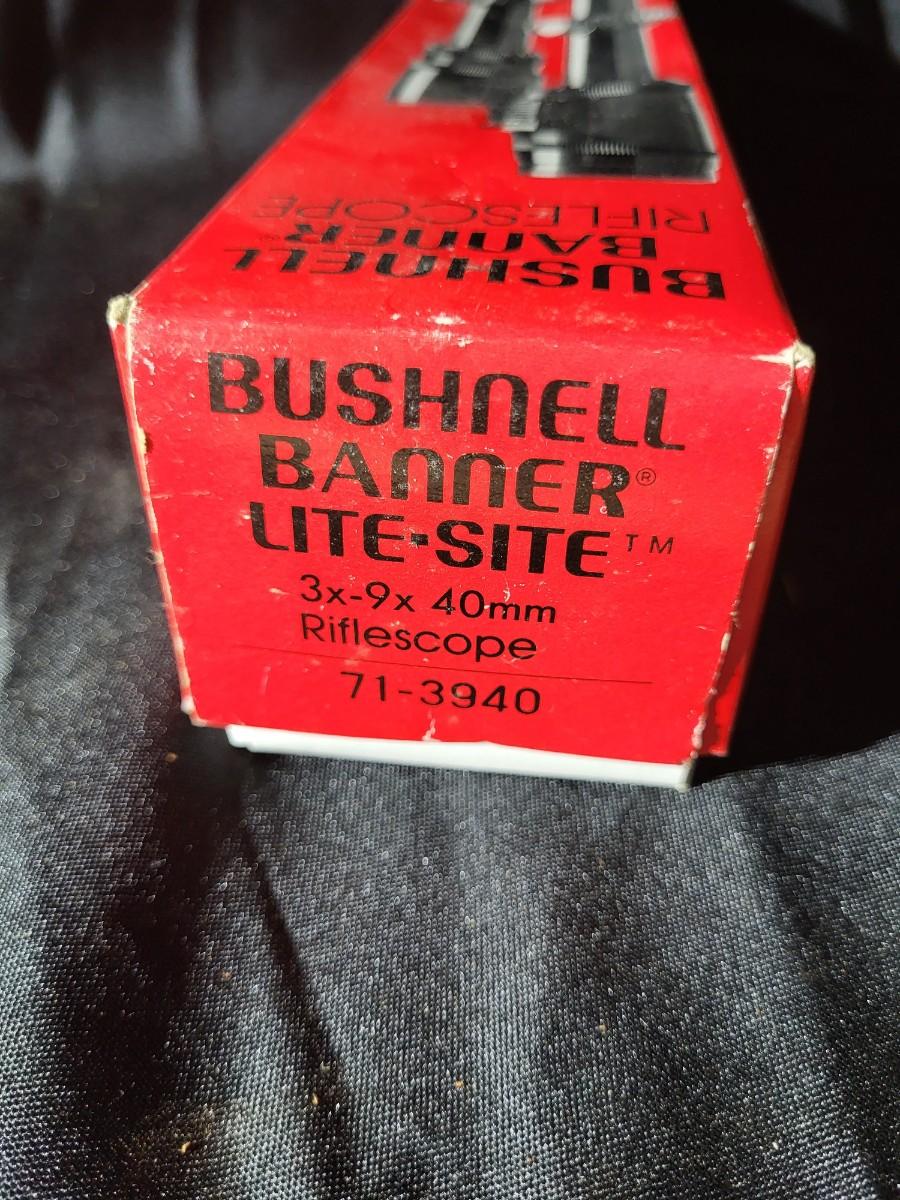 BUSHNELL
BANNER
RIFLESCOPE
BUSHNELL
BANNER®
LITE-SITE™
3x-9x 40mm
Riflescope
71-3940